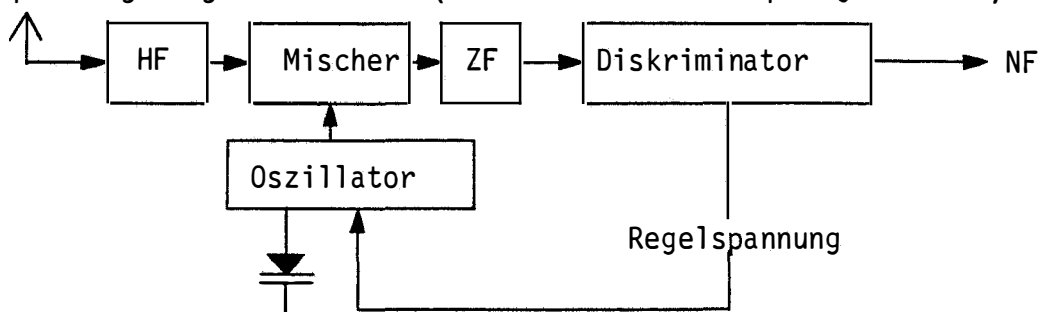 HF Mischer ZF Diskriminator NF
Oszillator
Regelspannung